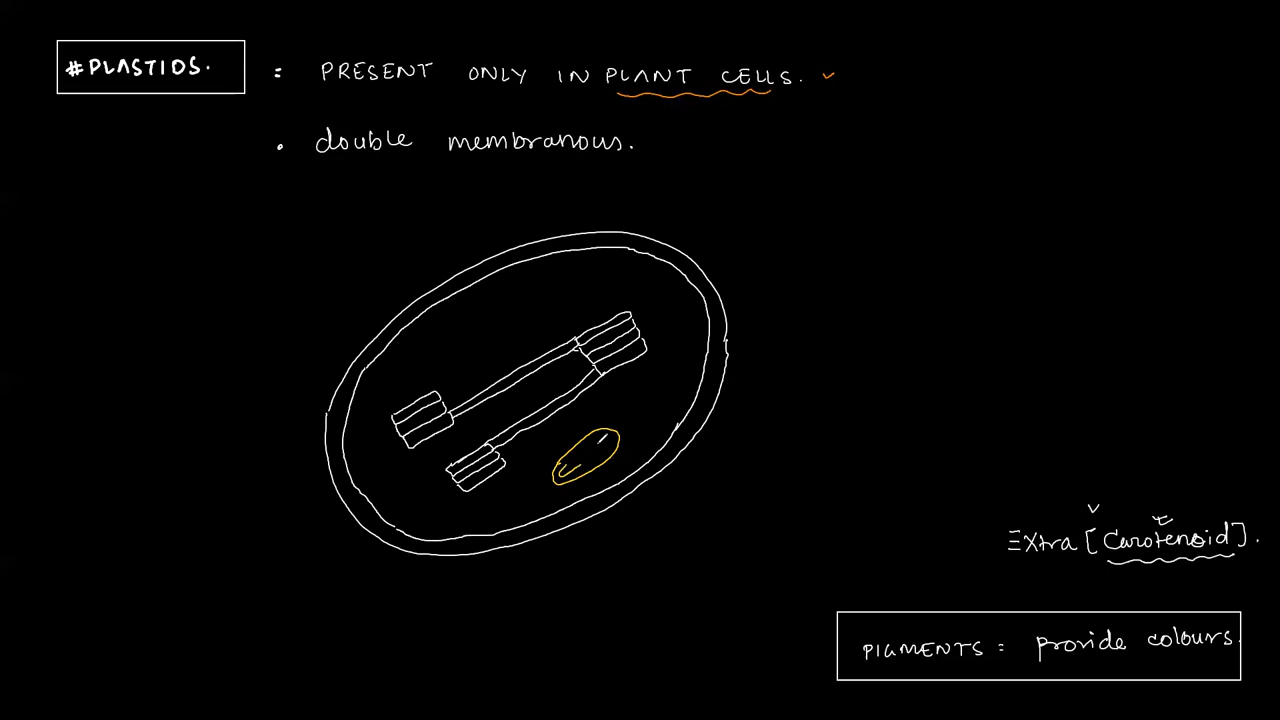 #PLASTIDS. : PRESENT ONLY IN PLANT CELLS.
. double membranous.
Extra [Carotenoid].
PIGMENTS : provide colours.